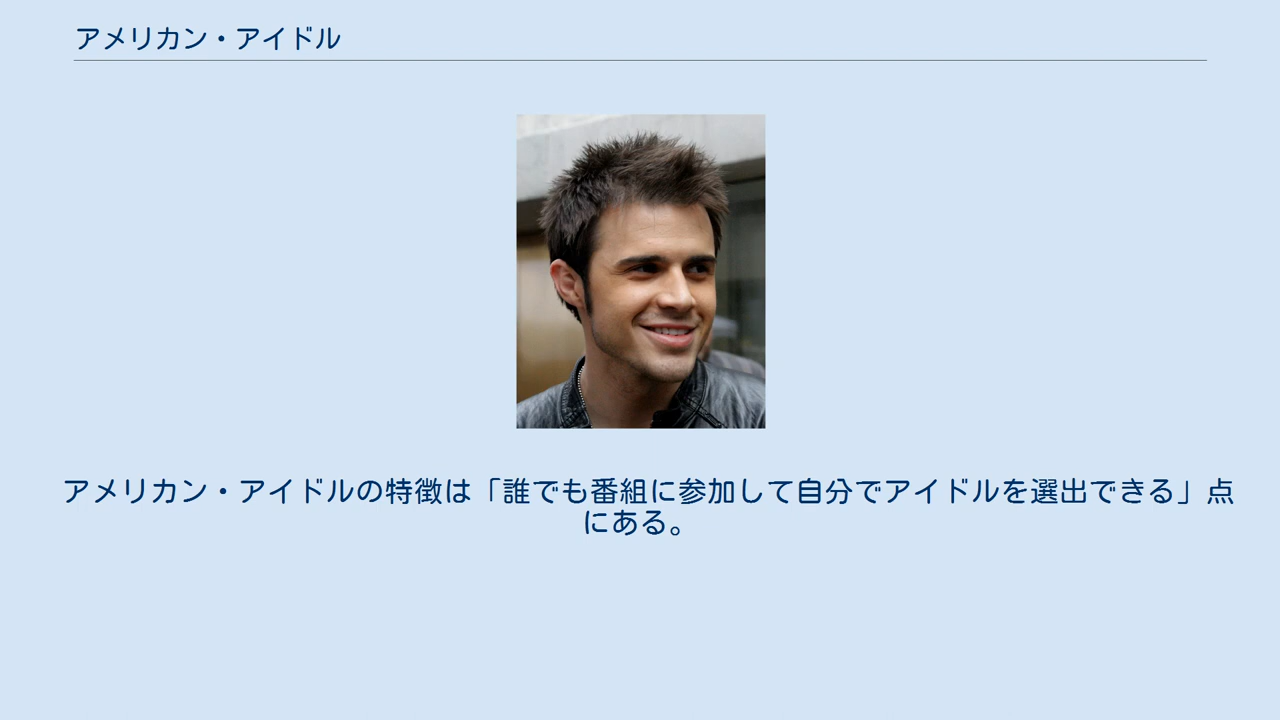 アメリカン・アイドル
アメリカン・アイドルの特徴は「誰でも番組に参加して自分でアイドルを選出できる」点
にある。